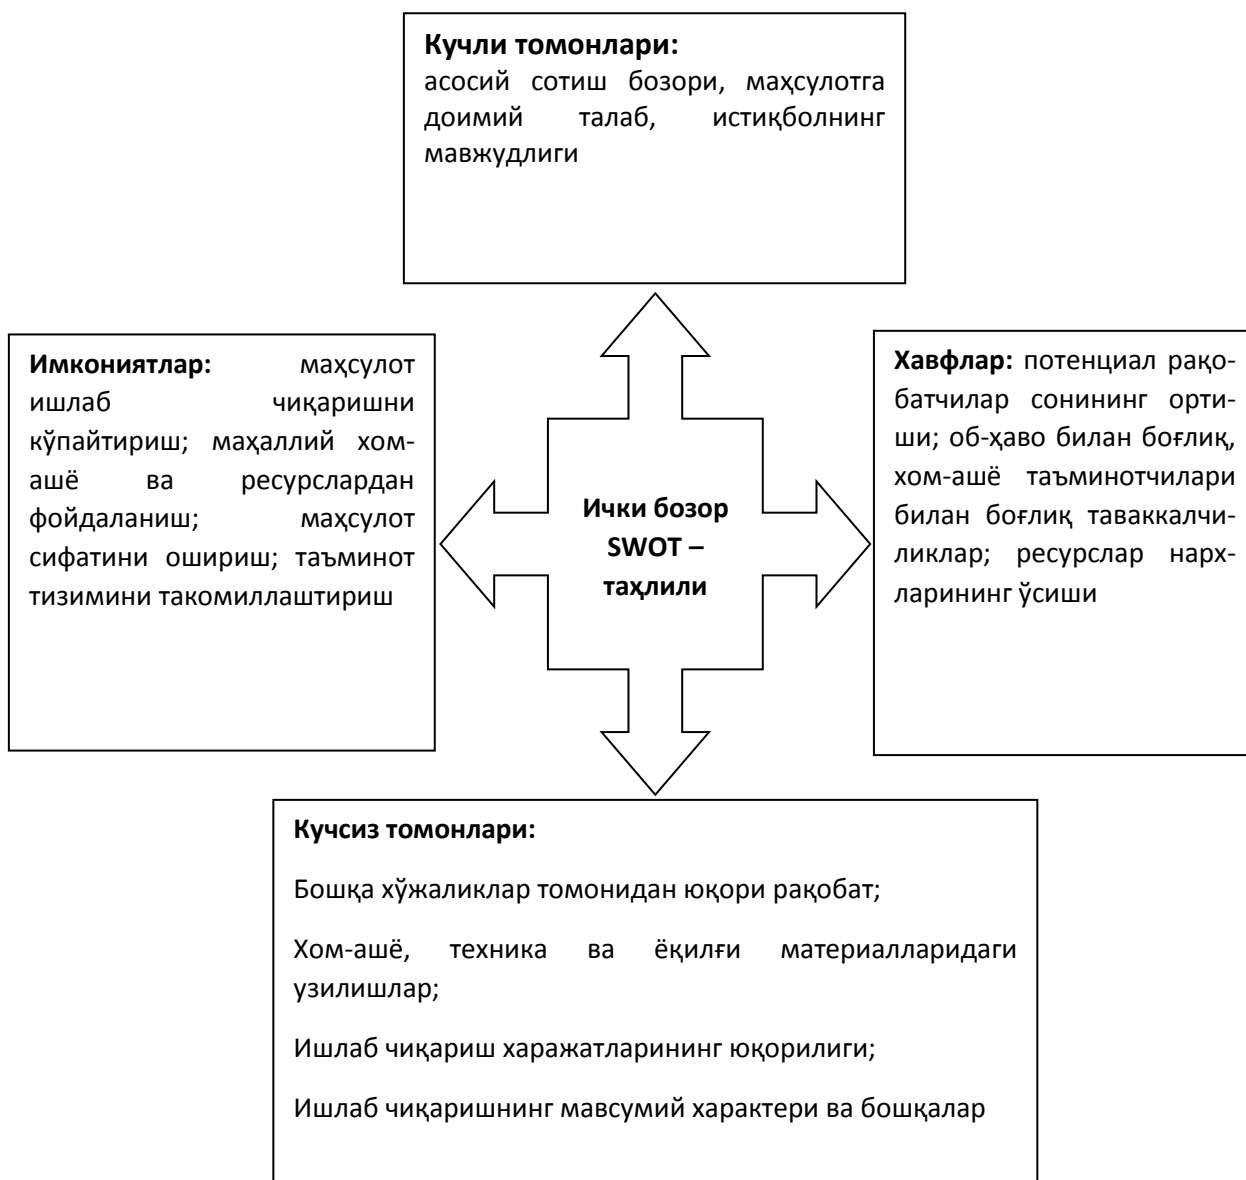 Кучли томонлари:
асосий сотиш бозори, маҳсулотга
доимий талаб, истиқболнинг
мавжудлиги
Имкониятлар: маҳсулот
ишлаб чиқаришни
кўпайтириш; маҳаллий хом-
ашё ва ресурслардан
фойдаланиш; маҳсулот
сифатини ошириш; таъминот
тизимини такомиллаштириш
Ички бозор
SWOT –
таҳлили
Хавфлар: потенциал рақо-
батчилар сонининг орти-
ши; об-ҳаво билан боғлиқ,
хом-ашё таъминотчилари
билан боғлиқ таваккалчи-
ликлар; ресурслар нарх-
ларининг ўсиши
Кучсиз томонлари:
Бошқа хўжаликлар томонидан юқори рақобат;
Хом-ашё, техника ва ёқилғи материалларидаги
узилишлар;
Ишлаб чиқариш харажатларининг юқорилиги;
Ишлаб чиқаришнинг мавсумий характери ва бошқалар